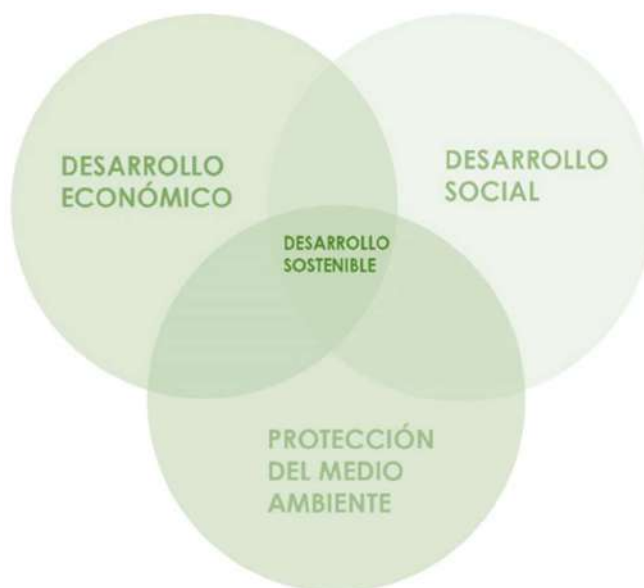 DESARROLLO
ECONÓMICO
DESARROLLO
SOCIAL
DESARROLLO
SOSTENIBLE
PROTECCIÓN
DEL MEDIO
AMBIENTE